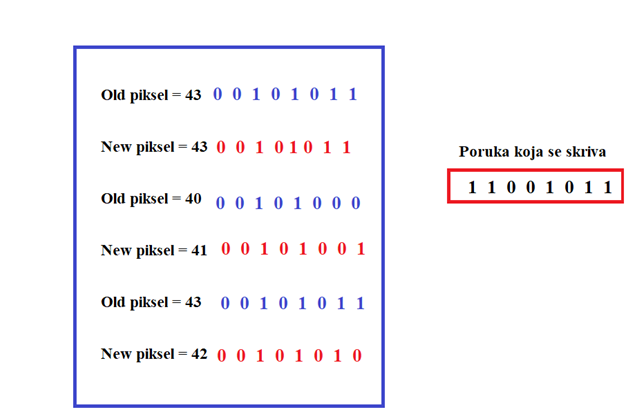 Old piksel = 43 0 0 1 0 1 0 1 1
New piksel = 43 0 0 1 0 1 0 1 1
Old piksel = 40 0 0 1 0 1 0 0 0
New piksel = 41 0 0 1 0 1 0 0 1
Old piksel = 43 0 0 1 0 1 0 1 1
New piksel = 42 0 0 1 0 1 0 1 0
Poruka koja se skriva
1 1 0 0 1 0 1 1